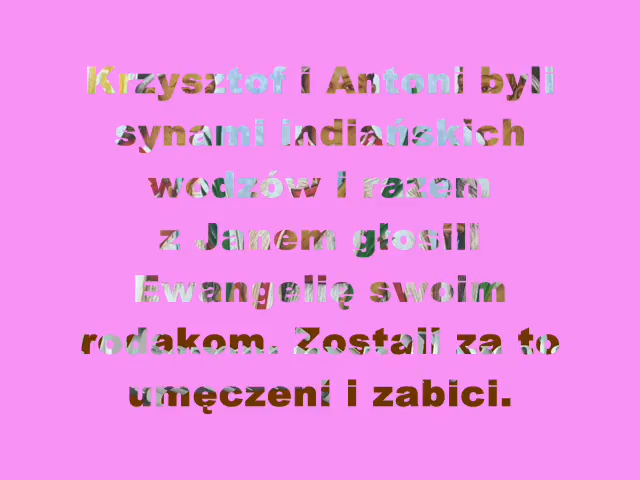 Krzysztof i Antoni byli
synami indiańskich
wodzów i razem
z Janem głosili
Ewangelię swoim
rodakom. Zostali za to
umęczeni i zabici.